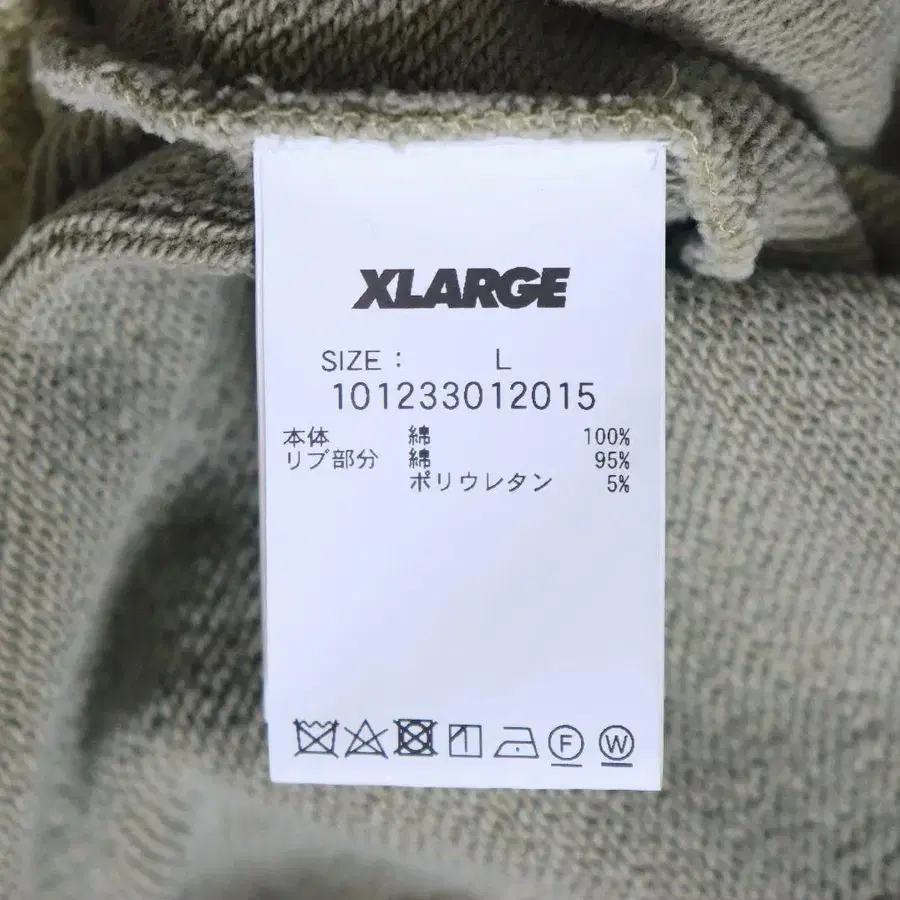 XLARGE
SIZE : L
101233012015
本体 綿 100%
リブ部分 綿 95%
ポリウレタン 5%
F W